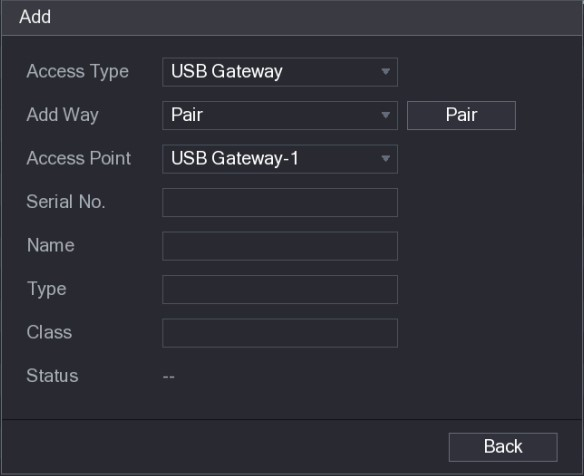 Add
Access Type USB Gateway
Add Way Pair Pair
Access Point USB Gateway-1
Serial No.
Name
Type
Class
Status --
Back